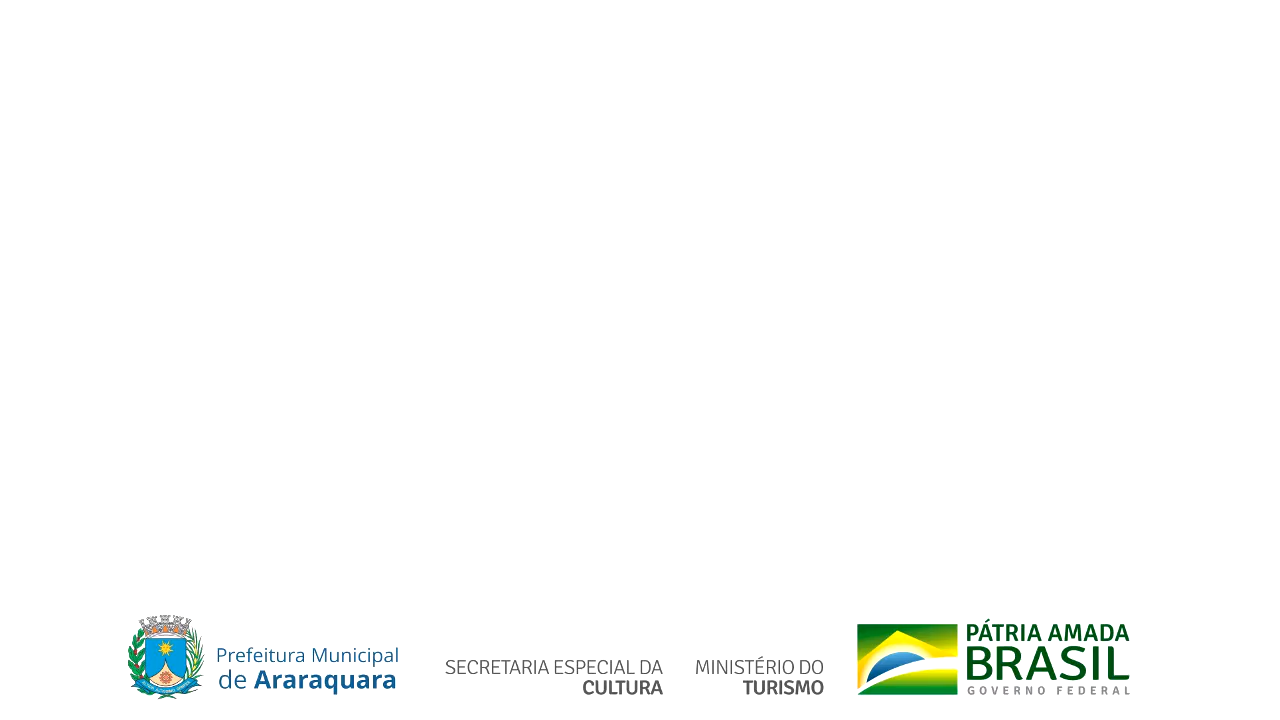 Prefeitura Municipal
de Araraquara
SECRETARIA ESPECIAL DA
CULTURA
MINISTÉRIO DO
TURISMO
PÁTRIA AMADA
BRASIL
GOVERNO FEDERAL